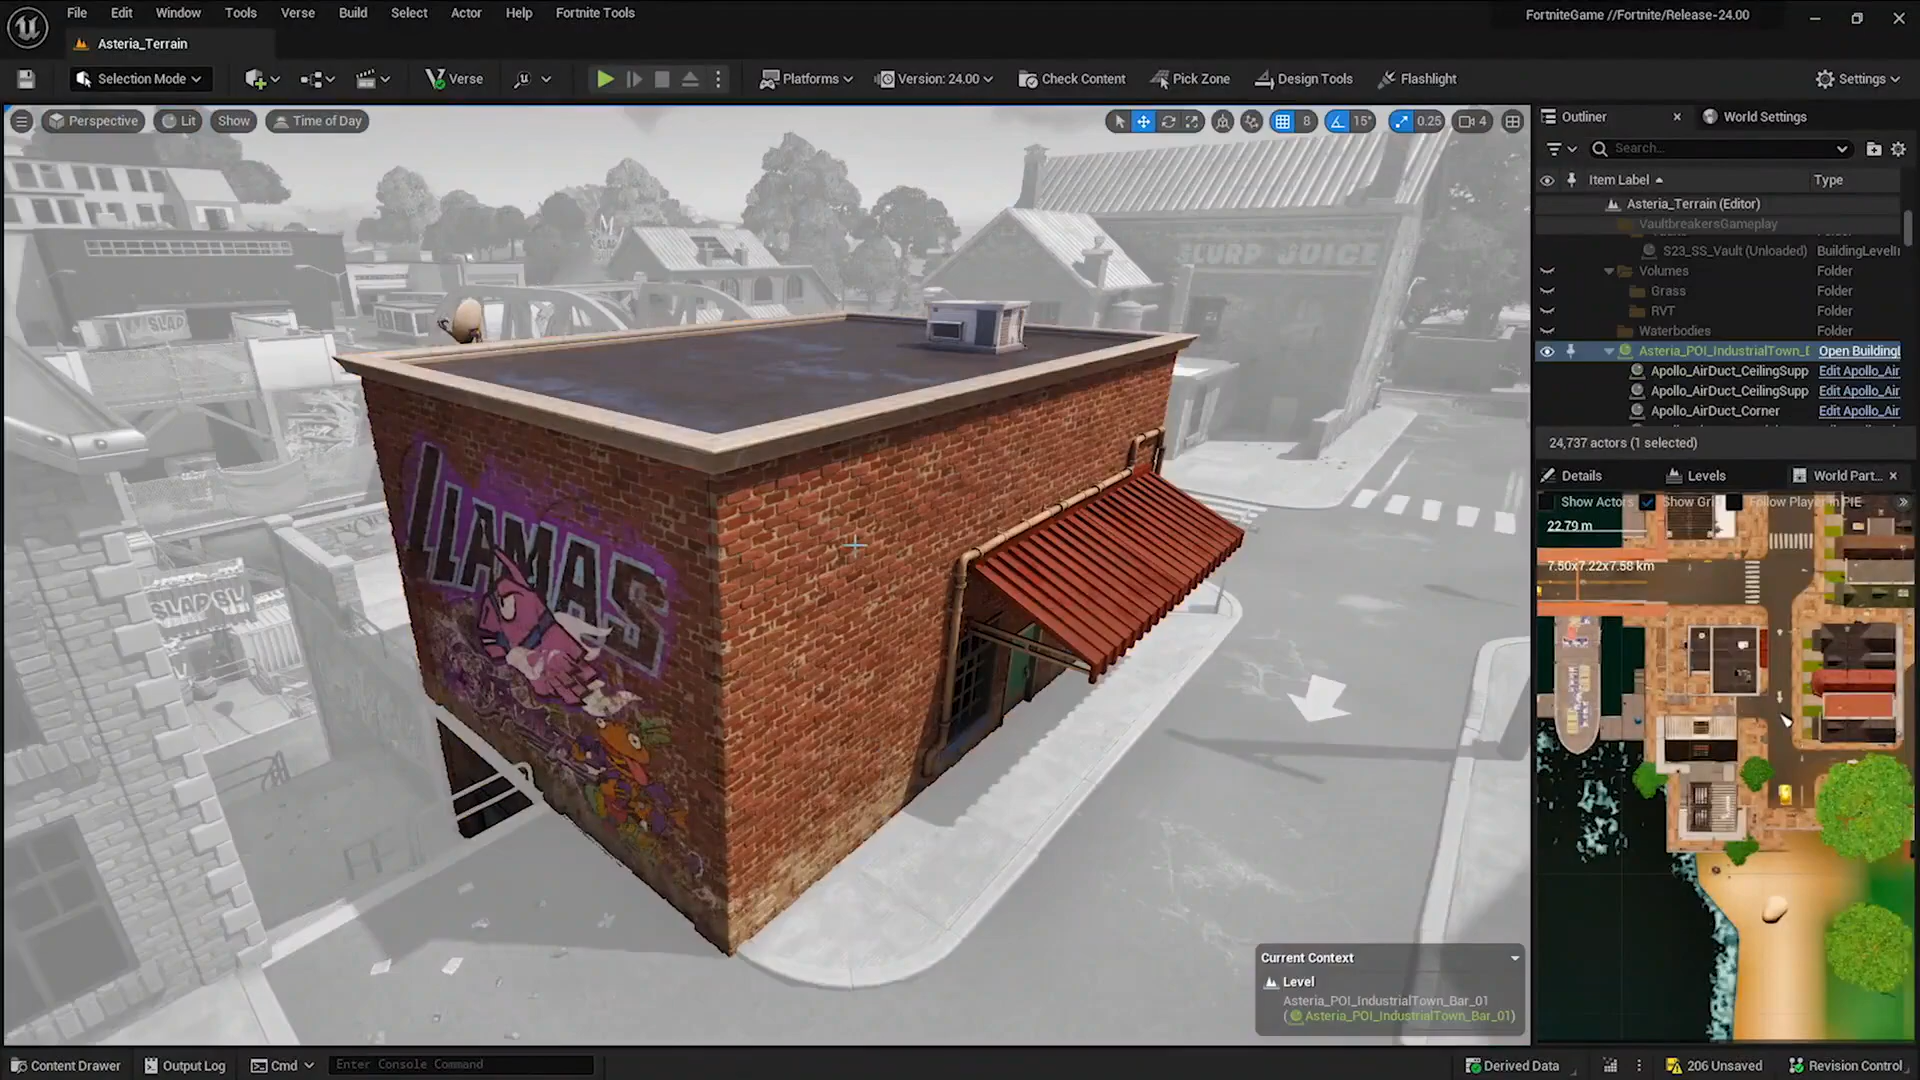 File Edit Window Tools Verse Build Select Actor Help Fortnite Tools
FortniteGame //Fortnite/Release-24.00
Asteria_Terrain
Selection Mode
Verse
Platforms
Version: 24.00
Check Content
Pick Zone
Design Tools
Flashlight
Settings
Perspective
Lit
Show
Time of Day
8
15°
0.25
4
SLURP JUICE
SLAP
SLAP
LLAMAS
Current Context
Level
Asteria_POI_IndustrialTown_Bar_01
(Asteria_POI_IndustrialTown_Bar_01)
Outliner
World Settings
Search...
Item Label
Type
Asteria_Terrain (Editor)
VaultbreakersGameplay
S23_SS_Vault (Unloaded) BuildingLevelI
Volumes Folder
Grass Folder
RVT Folder
Waterbodies Folder
Asteria_POI_IndustrialTown_ Open Building
Apollo_AirDuct_CeilingSupp Edit Apollo_Air
Apollo_AirDuct_CeilingSupp Edit Apollo_Air
Apollo_AirDuct_Corner Edit Apollo_Air
24,737 actors (1 selected)
Details
Levels
World Part...
Show Actors Show Gri Follow Player in PIE
22.79 m
7.50x7.22x7.58 km
Content Drawer
Output Log
Cmd
Enter Console Command
Derived Data
206 Unsaved
Revision Control